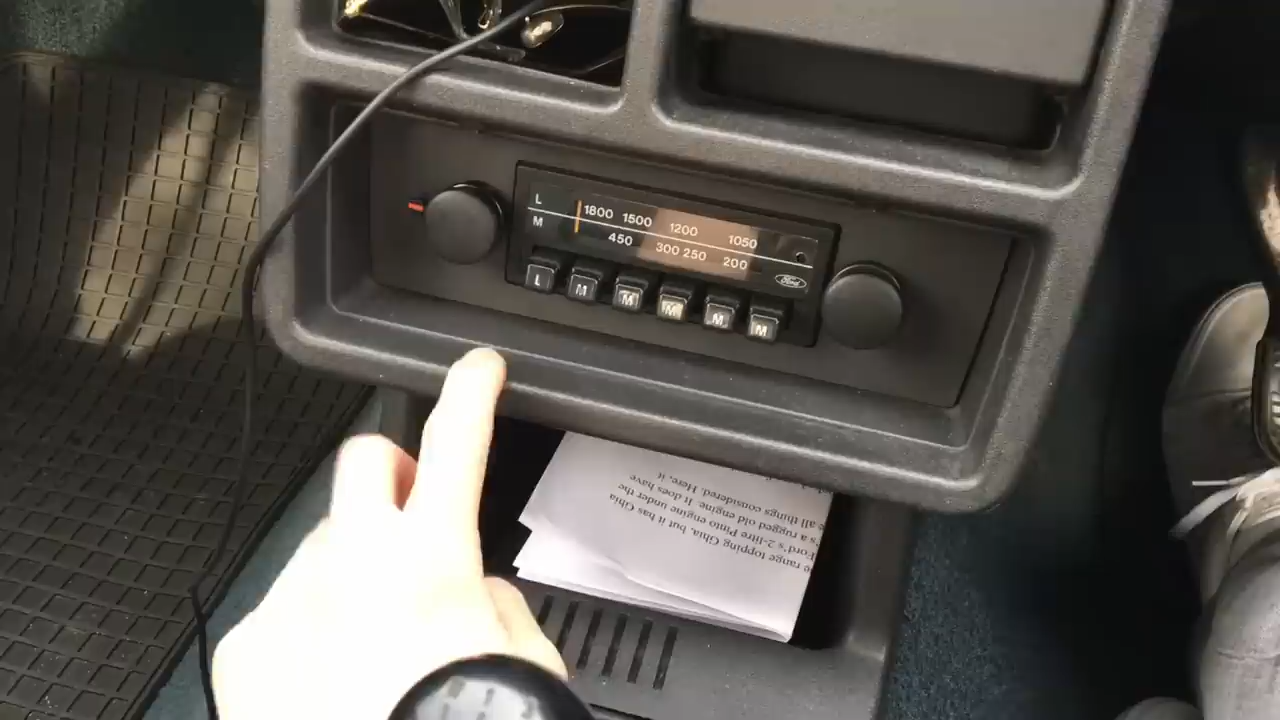 L 1800 1500 1200 1050
M 450 300 250 200
Ford
L M M M M M
e range topping Ghia, but it has Ghia
Ford's 2-litre Pinto engine under the
's a rugged old engine. It does have
e all things considered. Here, it